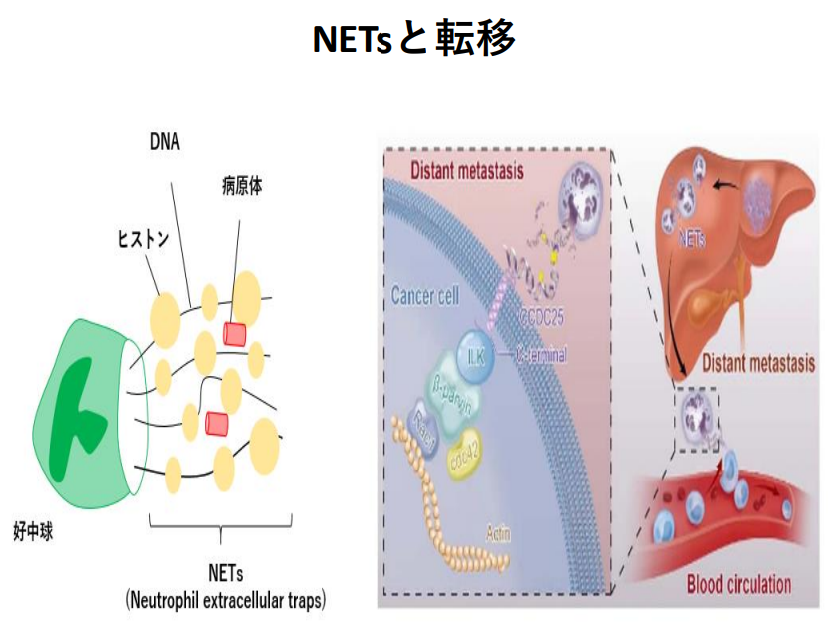 NETsと転移
DNA
病原体
ヒストン
好中球
NETs
(Neutrophil extracellular traps)
Distant metastasis
Cancer cell
CCDC25
C-terminal
ILK
β-parvin
Rac1
cdc42
Actin
NETs
Distant metastasis
Blood circulation